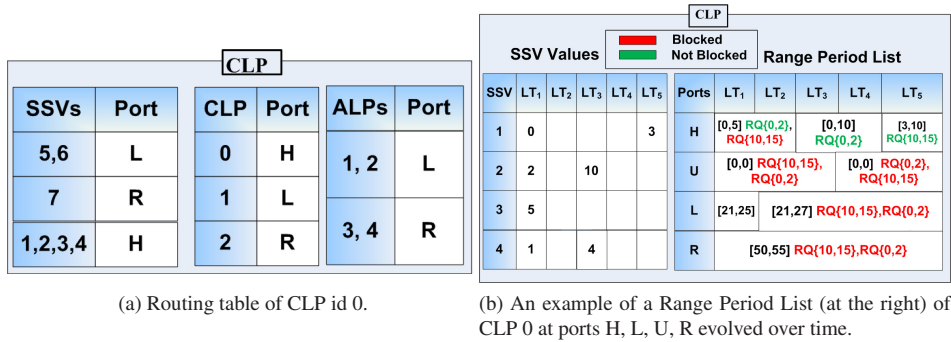 CLP
SSVs Port
5,6 L
7 R
1,2,3,4 H
CLP Port
0 H
1 L
2 R
ALPs Port
1, 2 L
3, 4 R
(a) Routing table of CLP id 0.
CLP
Blocked
Not Blocked
SSV Values
Range Period List
SSV LT1 LT2 LT3 LT4 LT5
1 0 3
2 2 10
3 5
4 1 4
Ports LT1 LT2 LT3 LT4 LT5
H [0,5] RQ{0,2}, RQ{10,15} [0,10] RQ{0,2} [3,10] RQ{10,15}
U [0,0] RQ{10,15}, RQ{0,2} [0,0] RQ{0,2}, RQ{10,15}
L [21,25] [21,27] RQ{10,15},RQ{0,2}
R [50,55] RQ{10,15},RQ{0,2}
(b) An example of a Range Period List (at the right) of
CLP 0 at ports H, L, U, R evolved over time.